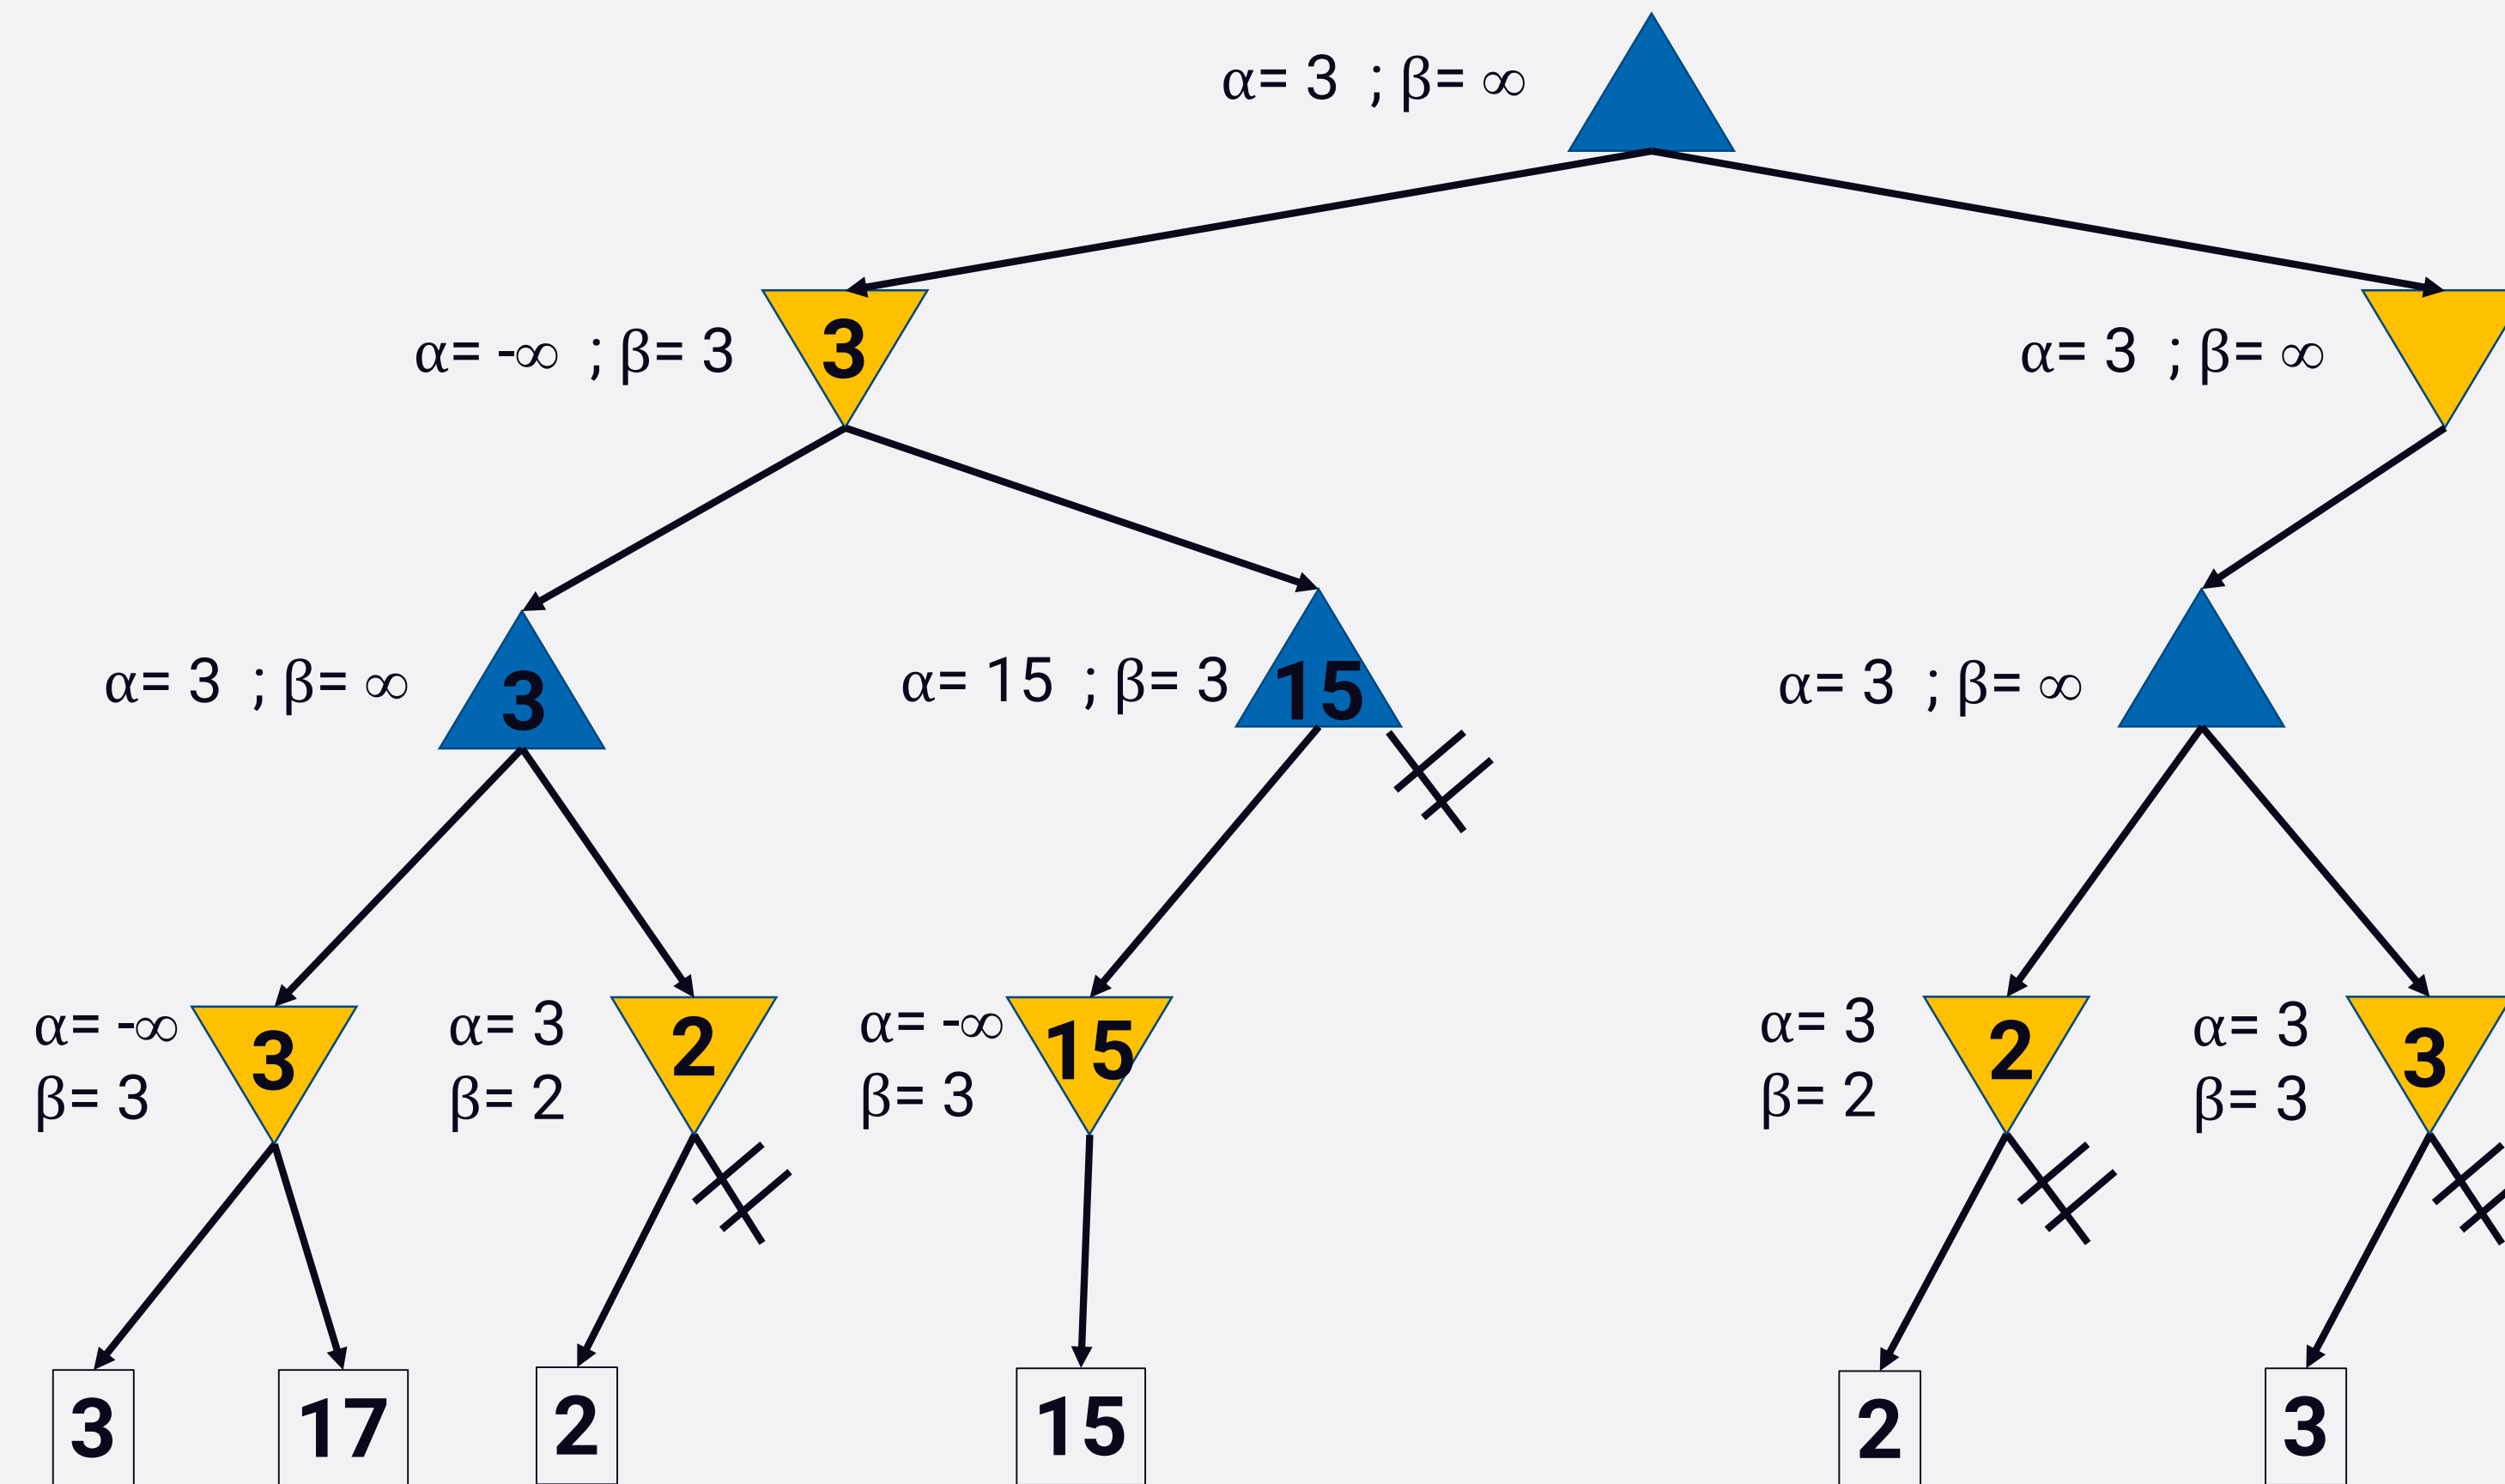 α= 3 ; β= ∞
α= -∞ ; β= 3
3
α= 3 ; β= ∞
α= 3 ; β= ∞
3
α= 15 ; β= 3
15
α= 3 ; β= ∞
α= -∞
β= 3
3
α= 3
β= 2
2
α= -∞
β= 3
15
α= 3
β= 2
2
α= 3
β= 3
3
3
17
2
15
2
3